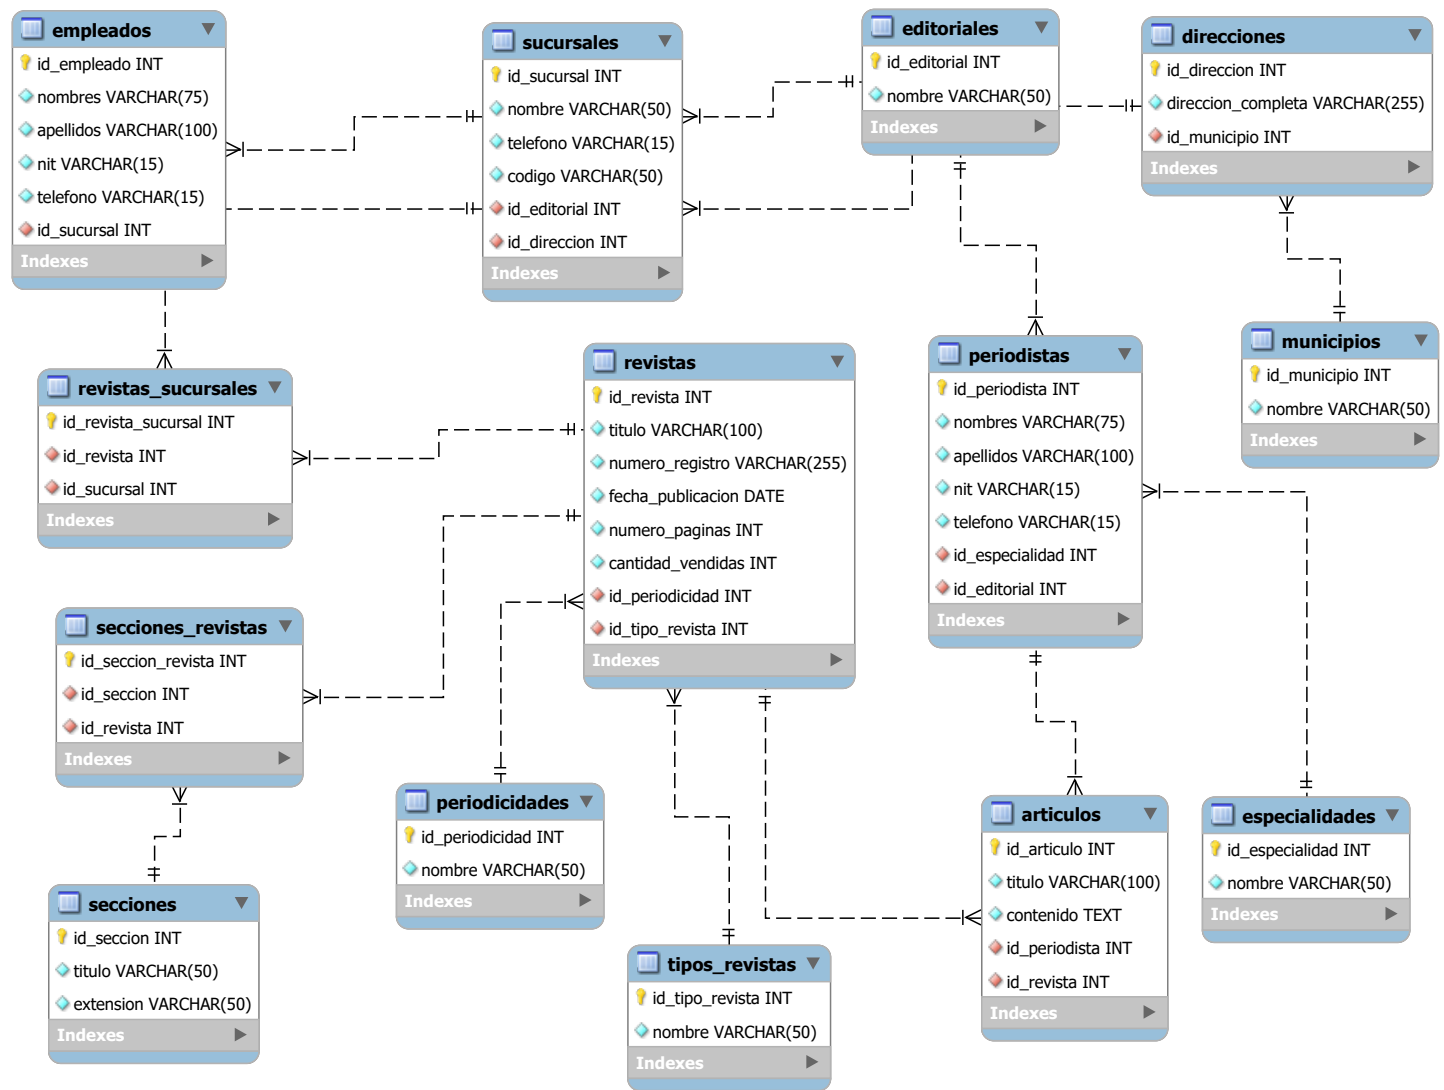 empleados
id_empleado INT
nombres VARCHAR(75)
apellidos VARCHAR(100)
nit VARCHAR(15)
telefono VARCHAR(15)
id_sucursal INT
Indexes
sucursales
id_sucursal INT
nombre VARCHAR(50)
telefono VARCHAR(15)
codigo VARCHAR(50)
id_editorial INT
id_direccion INT
Indexes
editoriales
id_editorial INT
nombre VARCHAR(50)
Indexes
direcciones
id_direccion INT
direccion_completa VARCHAR(255)
id_municipio INT
Indexes
revistas_sucursales
id_revista_sucursal INT
id_revista INT
id_sucursal INT
Indexes
revistas
id_revista INT
titulo VARCHAR(100)
numero_registro VARCHAR(255)
fecha_publicacion DATE
numero_paginas INT
cantidad_vendidas INT
id_periodicidad INT
id_tipo_revista INT
Indexes
periodistas
id_periodista INT
nombres VARCHAR(75)
apellidos VARCHAR(100)
nit VARCHAR(15)
telefono VARCHAR(15)
id_especialidad INT
id_editorial INT
Indexes
municipios
id_municipio INT
nombre VARCHAR(50)
Indexes
secciones_revistas
id_seccion_revista INT
id_seccion INT
id_revista INT
Indexes
periodicidades
id_periodicidad INT
nombre VARCHAR(50)
Indexes
articulos
id_articulo INT
titulo VARCHAR(100)
contenido TEXT
id_periodista INT
id_revista INT
Indexes
especialidades
id_especialidad INT
nombre VARCHAR(50)
Indexes
secciones
id_seccion INT
titulo VARCHAR(50)
extension VARCHAR(50)
Indexes
tipos_revistas
id_tipo_revista INT
nombre VARCHAR(50)
Indexes